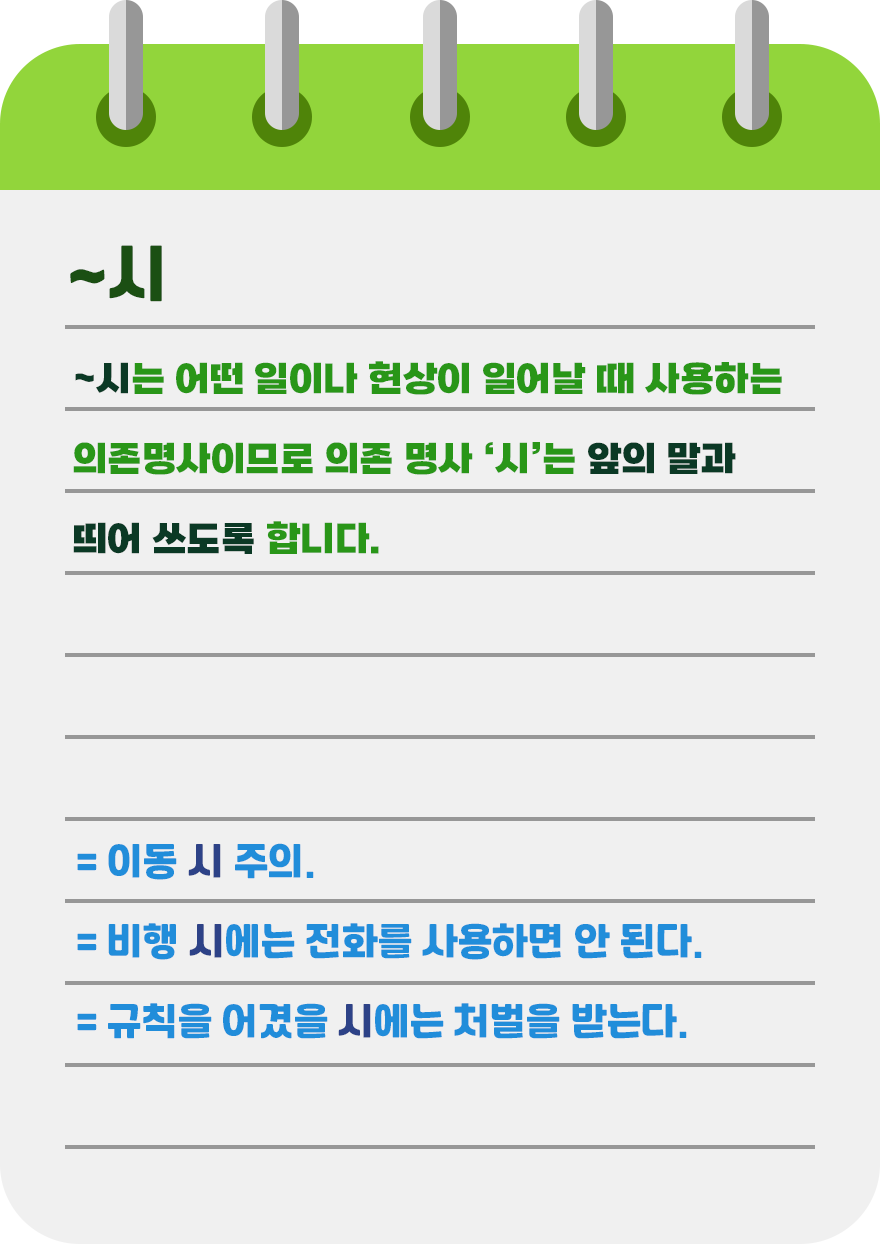 ~시
~시는 어떤 일이나 현상이 일어날 때 사용하는
의존명사이므로 의존 명사 ‘시’는 앞의 말과
띄어 쓰도록 합니다.
= 이동 시 주의.
= 비행 시에는 전화를 사용하면 안 된다.
= 규칙을 어겼을 시에는 처벌을 받는다.